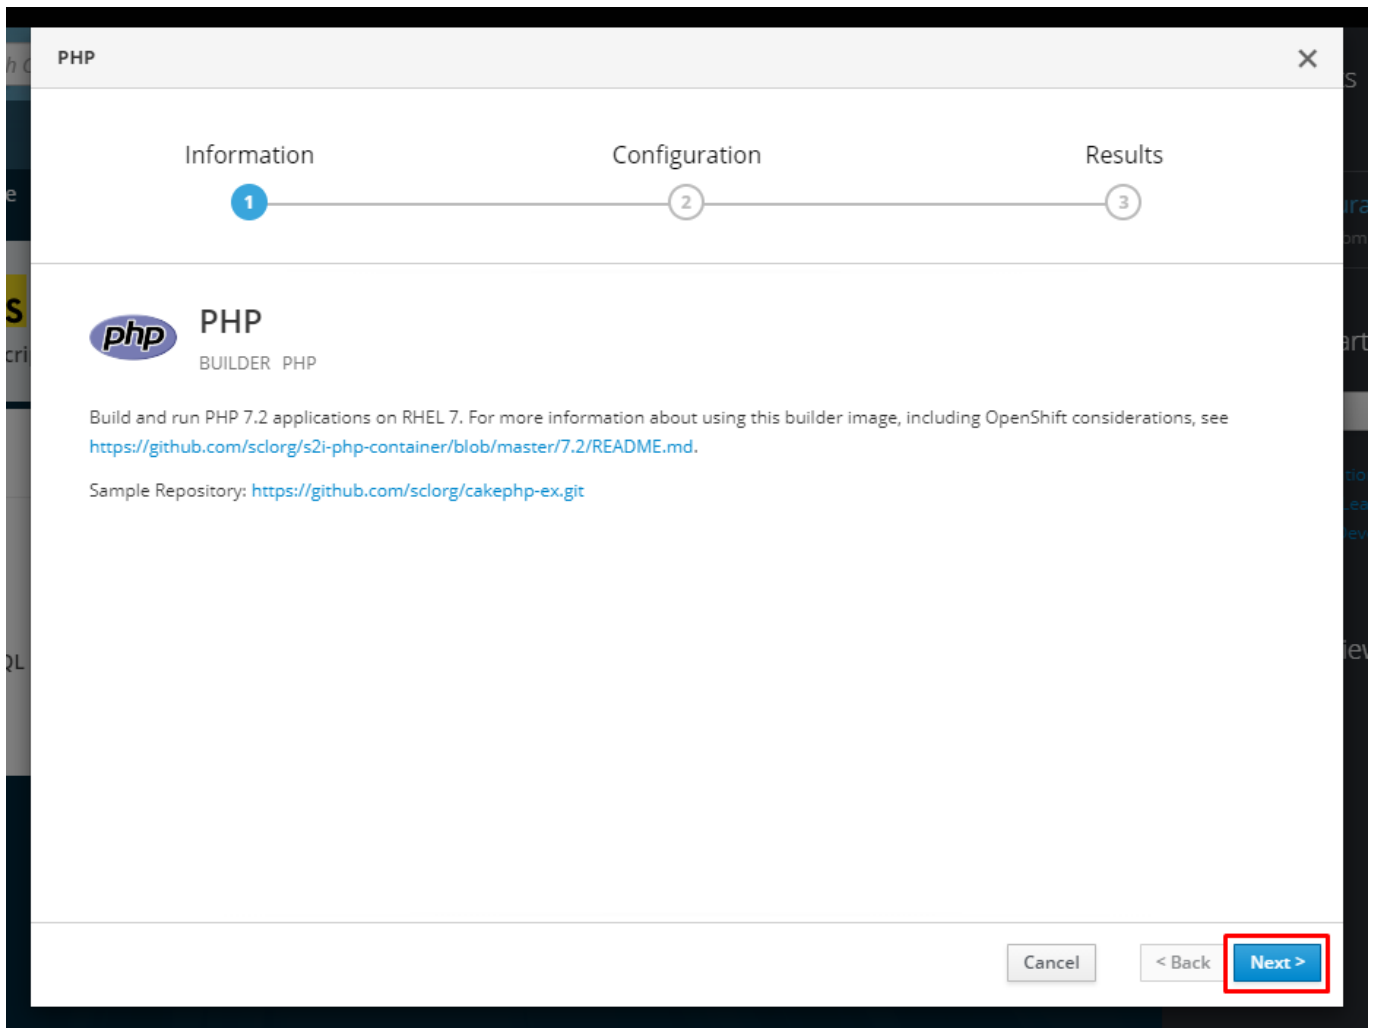 PHP
Information
Configuration
Results
1
2
3
php
PHP
BUILDER PHP
Build and run PHP 7.2 applications on RHEL 7. For more information about using this builder image, including OpenShift considerations, see
https://github.com/sclorg/s2i-php-container/blob/master/7.2/README.md.
Sample Repository: https://github.com/sclorg/cakephp-ex.git
Cancel
< Back
Next >